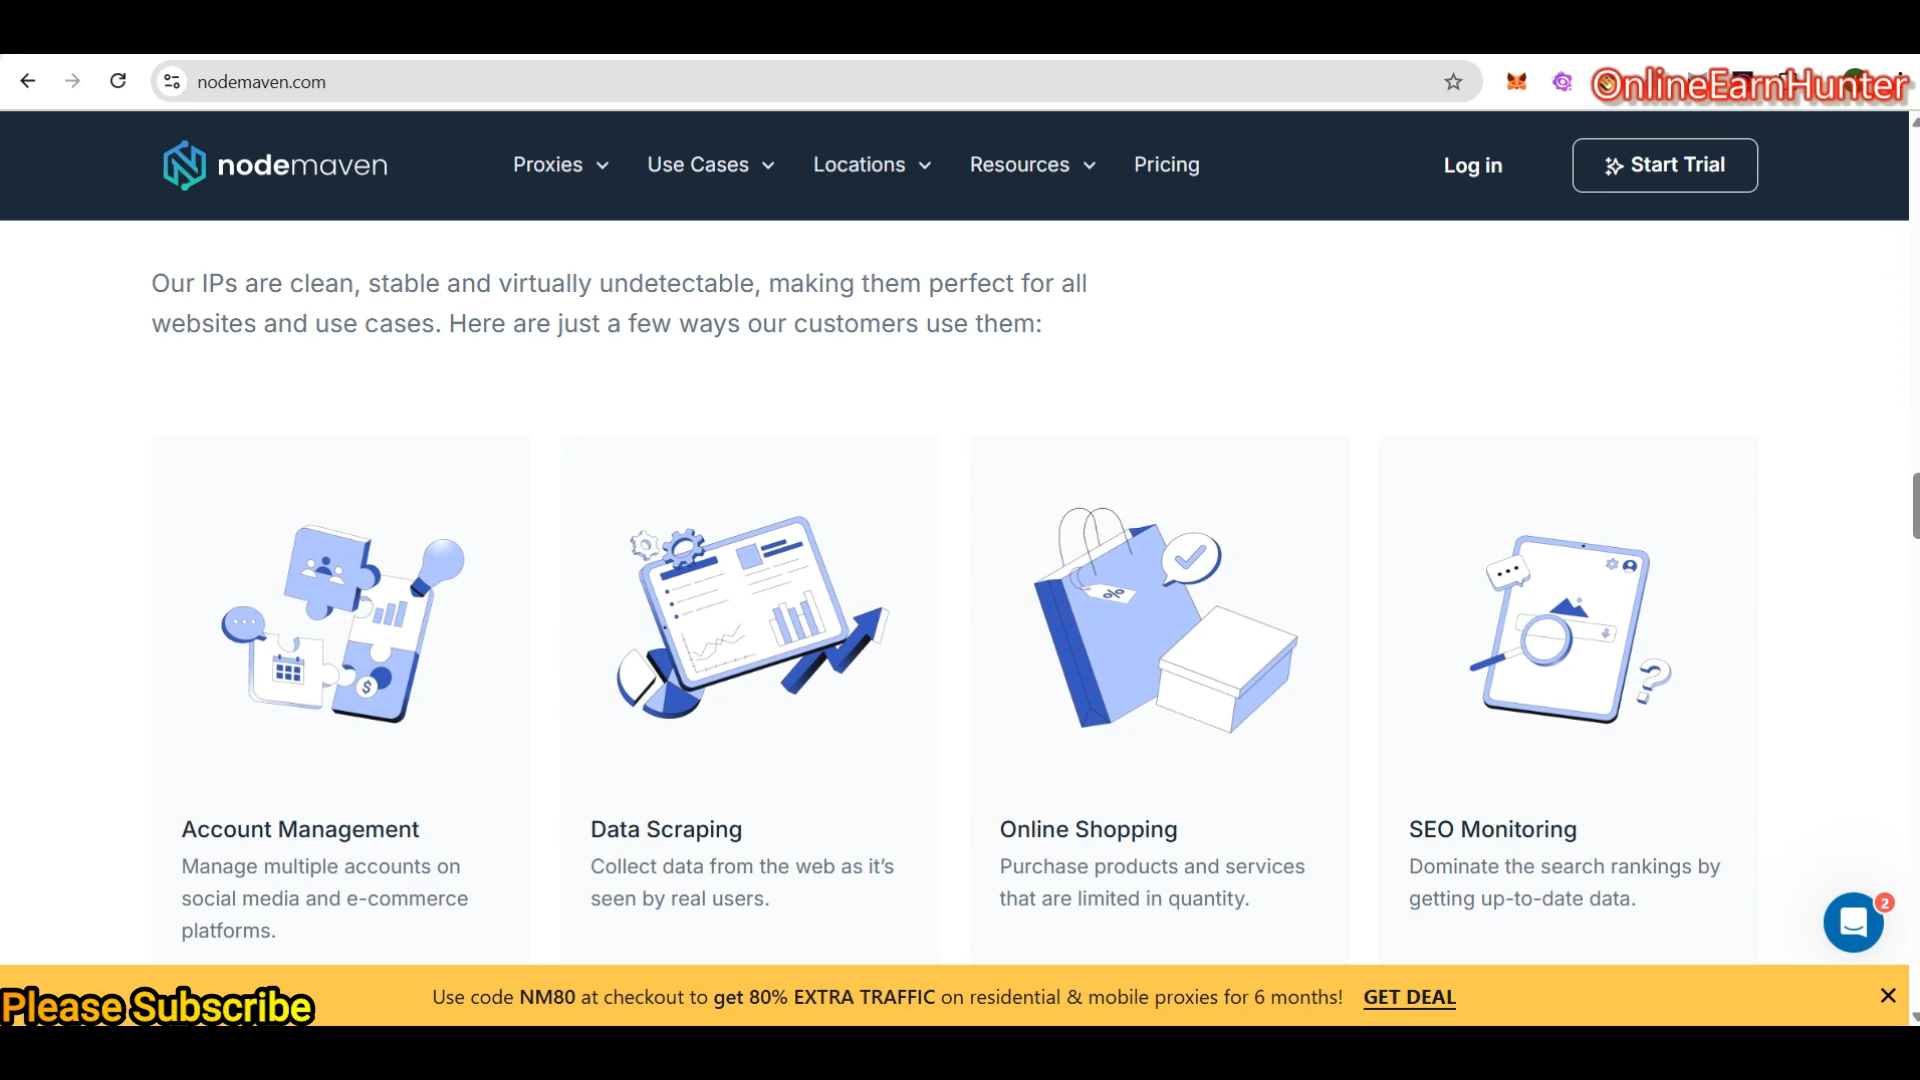 nodemaven.com
OnlineEarnHunter
nodemaven
Proxies
Use Cases
Locations
Resources
Pricing
Log in
Start Trial
Our IPs are clean, stable and virtually undetectable, making them perfect for all
websites and use cases. Here are just a few ways our customers use them:
%
$
?
Account Management
Manage multiple accounts on
social media and e-commerce
platforms.
Data Scraping
Collect data from the web as it's
seen by real users.
Online Shopping
Purchase products and services
that are limited in quantity.
SEO Monitoring
Dominate the search rankings by
getting up-to-date data.
2
Please Subscribe
Use code NM80 at checkout to get 80% EXTRA TRAFFIC on residential & mobile proxies for 6 months! GET DEAL